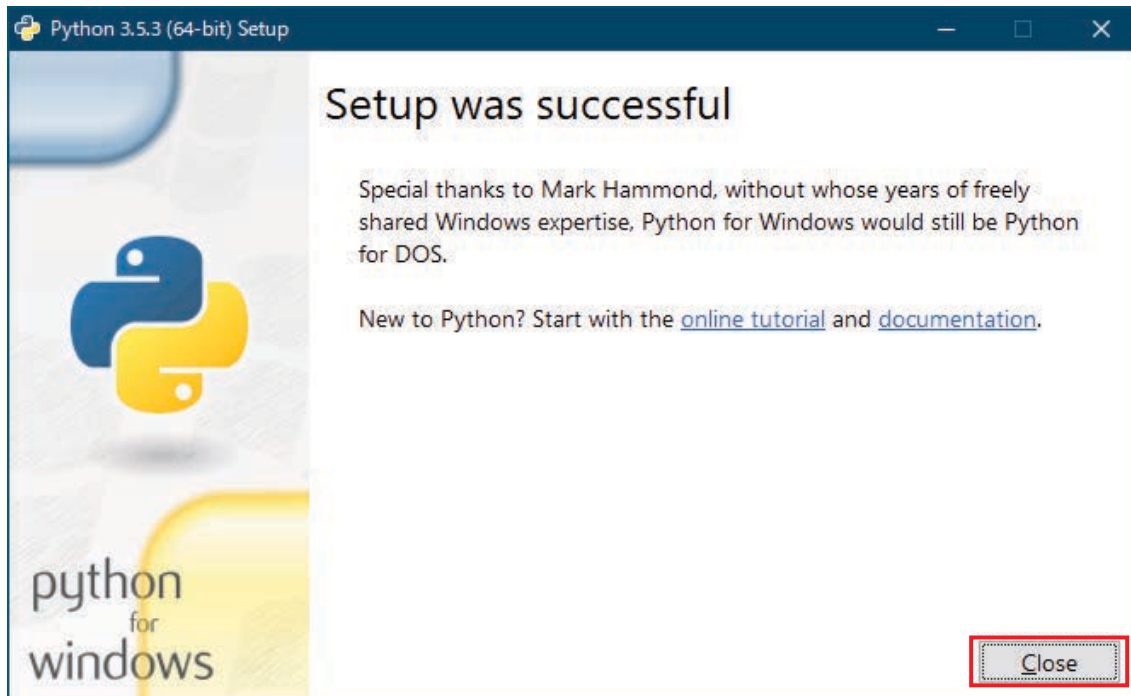 Python 3.5.3 (64-bit) Setup
Setup was successful
Special thanks to Mark Hammond, without whose years of freely
shared Windows expertise, Python for Windows would still be Python
for DOS.
New to Python? Start with the online tutorial and documentation.
python
for
windows
Close